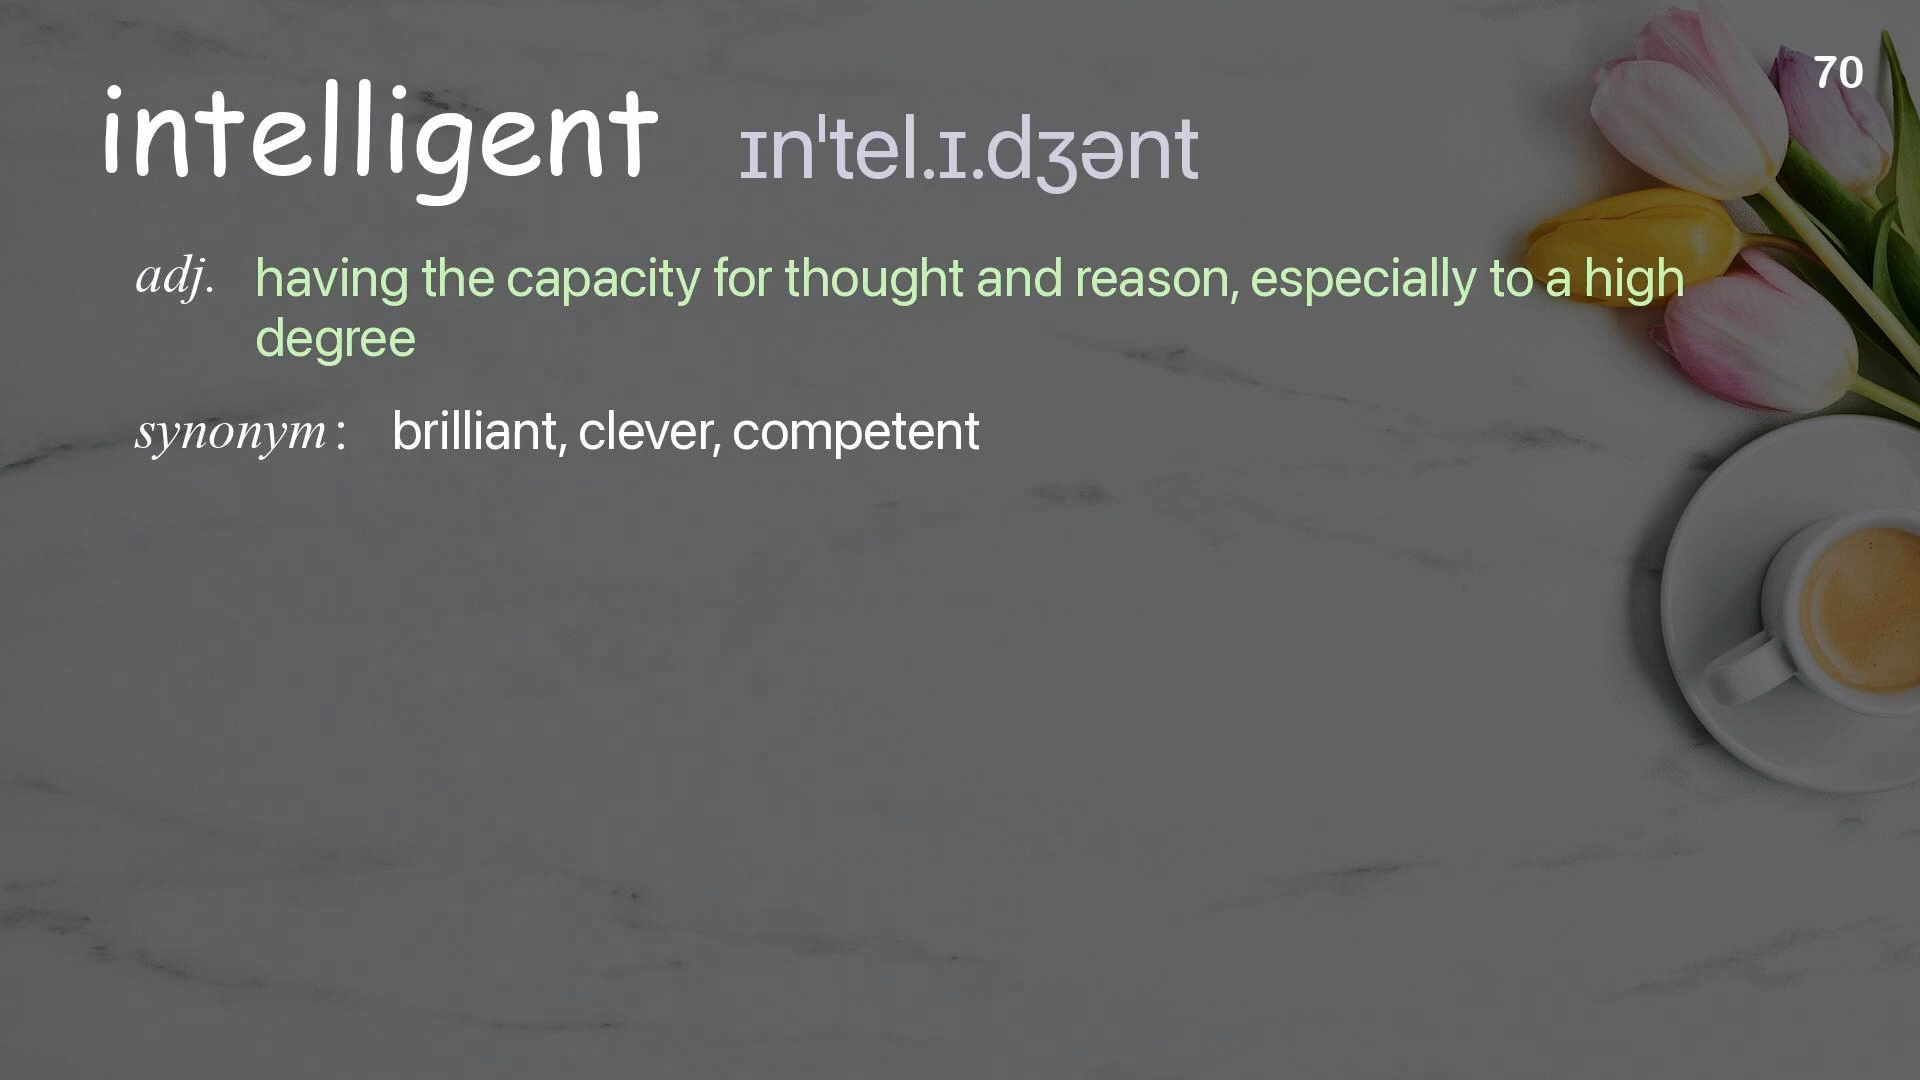 70
intelligent ɪnˈtel.ɪ.dʒənt
adj. having the capacity for thought and reason, especially to a high
degree
synonym: brilliant, clever, competent